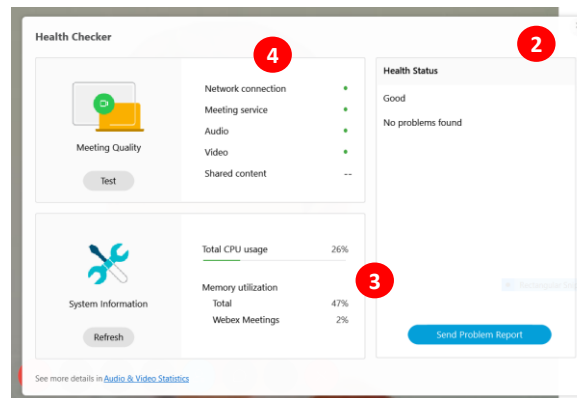 Health Checker
2
4
Health Status
Network connection
Good
Meeting service
Audio
No problems found
Video
Meeting Quality
Shared content --
Test
Total CPU usage 26%
3
Memory utilization
System Information
Total 47%
Webex Meetings 2%
Refresh
Send Problem Report
See more details in Audio & Video Statistics